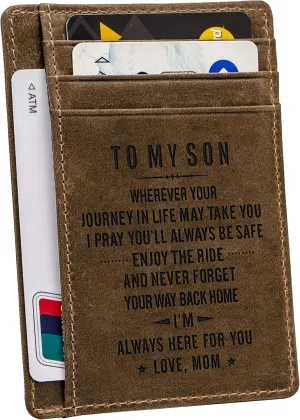 ATM
TO MY SON
WHEREVER YOUR
JOURNEY IN LIFE MAY TAKE YOU
I PRAY YOU'LL ALWAYS BE SAFE
ENJOY THE RIDE
AND NEVER FORGET
YOUR WAY BACK HOME
I'M
ALWAYS HERE FOR YOU
LOVE, MOM